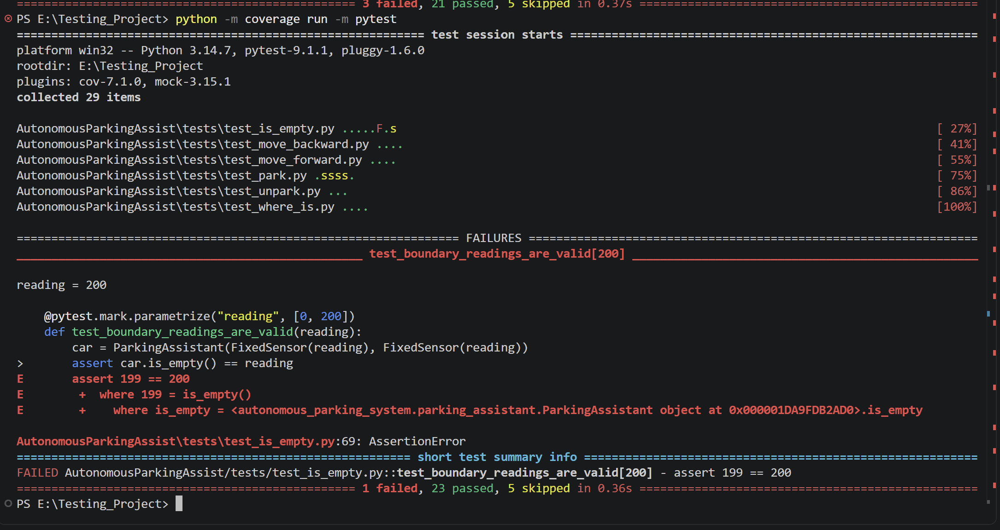 ================================================= 3 failed, 21 passed, 5 skipped in 0.37s =================================================
PS E:\Testing_Project> python -m coverage run -m pytest
=========================================================== test session starts ===========================================================
platform win32 -- Python 3.14.7, pytest-9.1.1, pluggy-1.6.0
rootdir: E:\Testing_Project
plugins: cov-7.1.0, mock-3.15.1
collected 29 items
AutonomousParkingAssist\tests\test_is_empty.py .....F.s [ 27%]
AutonomousParkingAssist\tests\test_move_backward.py .... [ 41%]
AutonomousParkingAssist\tests\test_move_forward.py .... [ 55%]
AutonomousParkingAssist\tests\test_park.py .ssss. [ 75%]
AutonomousParkingAssist\tests\test_unpark.py ... [ 86%]
AutonomousParkingAssist\tests\test_where_is.py .... [100%]
================================================================ FAILURES =================================================================
__________________________________________________ test_boundary_readings_are_valid[200] __________________________________________________
reading = 200
@pytest.mark.parametrize("reading", [0, 200])
def test_boundary_readings_are_valid(reading):
car = ParkingAssistant(FixedSensor(reading), FixedSensor(reading))
> assert car.is_empty() == reading
E assert 199 == 200
E + where 199 = is_empty()
E + where is_empty = <autonomous_parking_system.parking_assistant.ParkingAssistant object at 0x000001DA9FDB2AD0>.is_empty
AutonomousParkingAssist\tests\test_is_empty.py:69: AssertionError
========================================================= short test summary info =========================================================
FAILED AutonomousParkingAssist/tests/test_is_empty.py::test_boundary_readings_are_valid[200] - assert 199 == 200
================================================= 1 failed, 23 passed, 5 skipped in 0.36s =================================================
PS E:\Testing_Project>